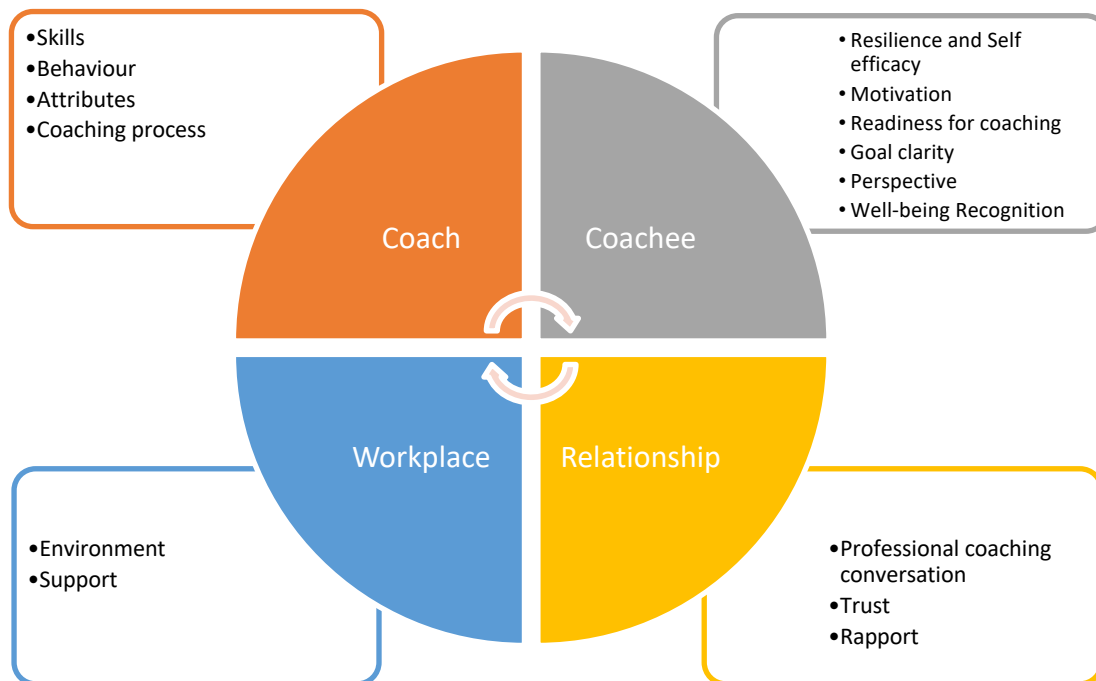 •Skills
•Behaviour
•Attributes
•Coaching process
• Resilience and Self
efficacy
• Motivation
• Readiness for coaching
• Goal clarity
• Perspective
• Well-being Recognition
Coach
Coachee
Workplace
Relationship
•Environment
•Support
•Professional coaching
conversation
•Trust
•Rapport